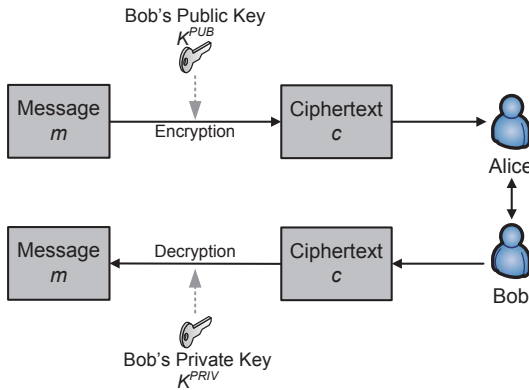 Bob's Public Key
K^PUB
Message
m
Encryption
Ciphertext
c
Alice
Message
m
Decryption
Ciphertext
c
Bob
Bob's Private Key
K^PRIV